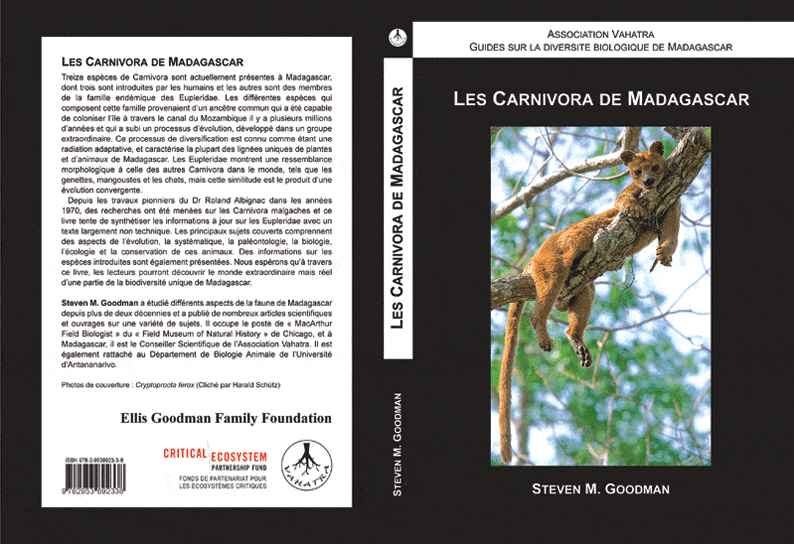 LES CARNIVORA DE MADAGASCAR
Treize espèces de Carnivora sont actuellement présentes à Madagascar,
dont trois sont introduites par les humains et les autres sont des membres
de la famille endémique des Eupleridae. Les différentes espèces qui
composent cette famille provenaient d'un ancêtre commun qui a été capable
de coloniser l'île à travers le canal du Mozambique il y a plusieurs millions
d'années et qui a subi un processus d'évolution, développé dans un groupe
extraordinaire. Ce processus de diversification est connu comme étant une
radiation adaptative, et caractérise la plupart des lignées uniques de plantes
et d'animaux de Madagascar. Les Eupleridae montrent une ressemblance
morphologique à celle des autres Carnivora dans le monde, tels que les
genettes, mangoustes et les chats, mais cette similitude est le produit d'une
évolution convergente.
Depuis les travaux pionniers du Dr Roland Albignac dans les années
1970, des recherches ont été menées sur les Carnivora malgaches et ce
livre tente de synthétiser les informations à jour sur les Eupleridae avec un
texte largement non technique. Les principaux sujets couverts comprennent
des aspects de l'évolution, la systématique, la paléontologie, la biologie,
l'écologie et la conservation de ces animaux. Des informations sur les
espèces introduites sont également présentées. Nous espérons qu'à travers
ce livre, les lecteurs pourront découvrir le monde extraordinaire mais réel
d'une partie de la biodiversité unique de Madagascar.
Steven M. Goodman a étudié différents aspects de la faune de Madagascar
depuis plus de deux décennies et a publié de nombreux articles scientifiques
et ouvrages sur une variété de sujets. Il occupe le poste de « MacArthur
Field Biologist » du « Field Museum of Natural History » de Chicago, et à
Madagascar, il est le Conseiller Scientifique de l'Association Vahatra. Il est
également rattaché au Département de Biologie Animale de l'Université
d'Antananarivo.
Photos de couverture : Cryptoprocta ferox (Cliché par Harald Schütz)
Ellis Goodman Family Foundation
CRITICAL ECOSYSTEM
PARTNERSHIP FUND
FONDS DE PARTENARIAT POUR
LES ÉCOSYSTÈMES CRITIQUES
VAHATRA
9 782953 892338
LES CARNIVORA DE MADAGASCAR
STEVEN M. GOODMAN
ASSOCIATION VAHATRA
GUIDES SUR LA DIVERSITE BIOLOGIQUE DE MADAGASCAR
LES CARNIVORA DE MADAGASCAR
STEVEN M. GOODMAN